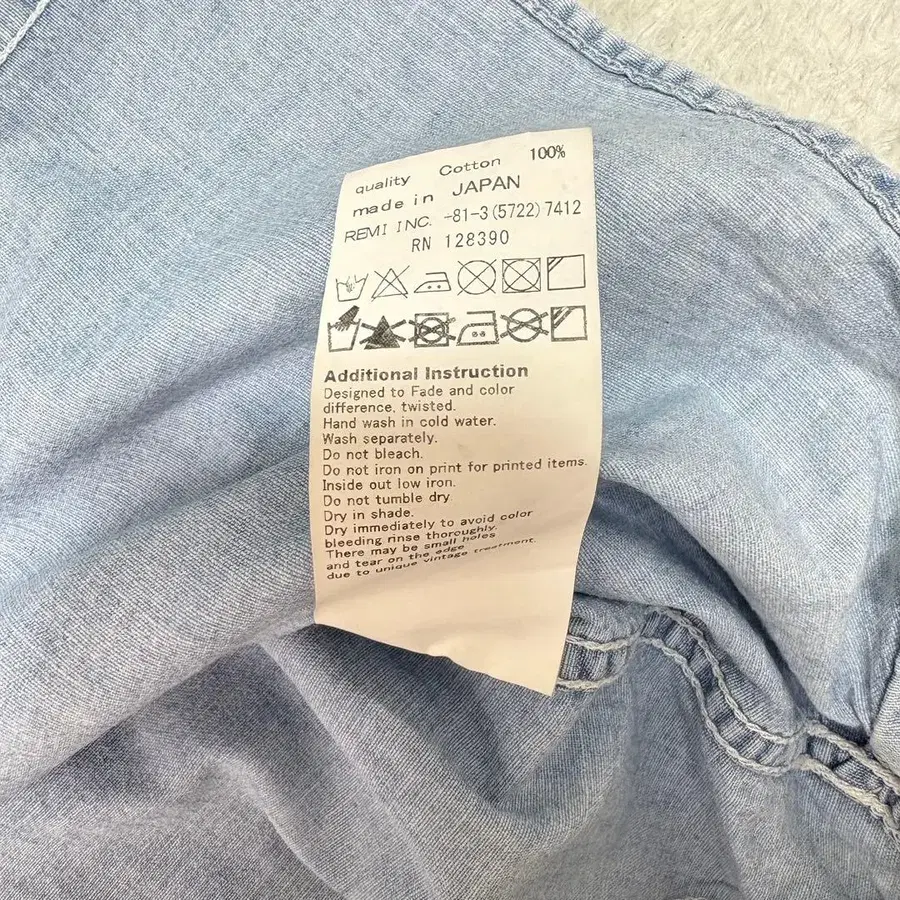 quality Cotton 100%
made in JAPAN
REMI INC. -81-3(5722)7412
RN 128390
Additional Instruction
Designed to Fade and color
difference, twisted.
Hand wash in cold water.
Wash separately.
Do not bleach.
Do not iron on print for printed items.
Inside out low iron.
Do not tumble dry
Dry in shade.
Dry immediately to avoid color
bleeding rinse thoroughly.
There may be small holes
and tear on the edge
due to unique vintage treatment.